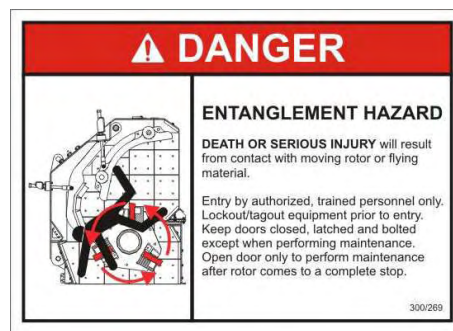 DANGER
ENTANGLEMENT HAZARD
DEATH OR SERIOUS INJURY will result
from contact with moving rotor or flying
material.
Entry by authorized, trained personnel only.
Lockout/tagout equipment prior to entry.
Keep doors closed, latched and bolted
except when performing maintenance.
Open door only to perform maintenance
after rotor comes to a complete stop.
300/269